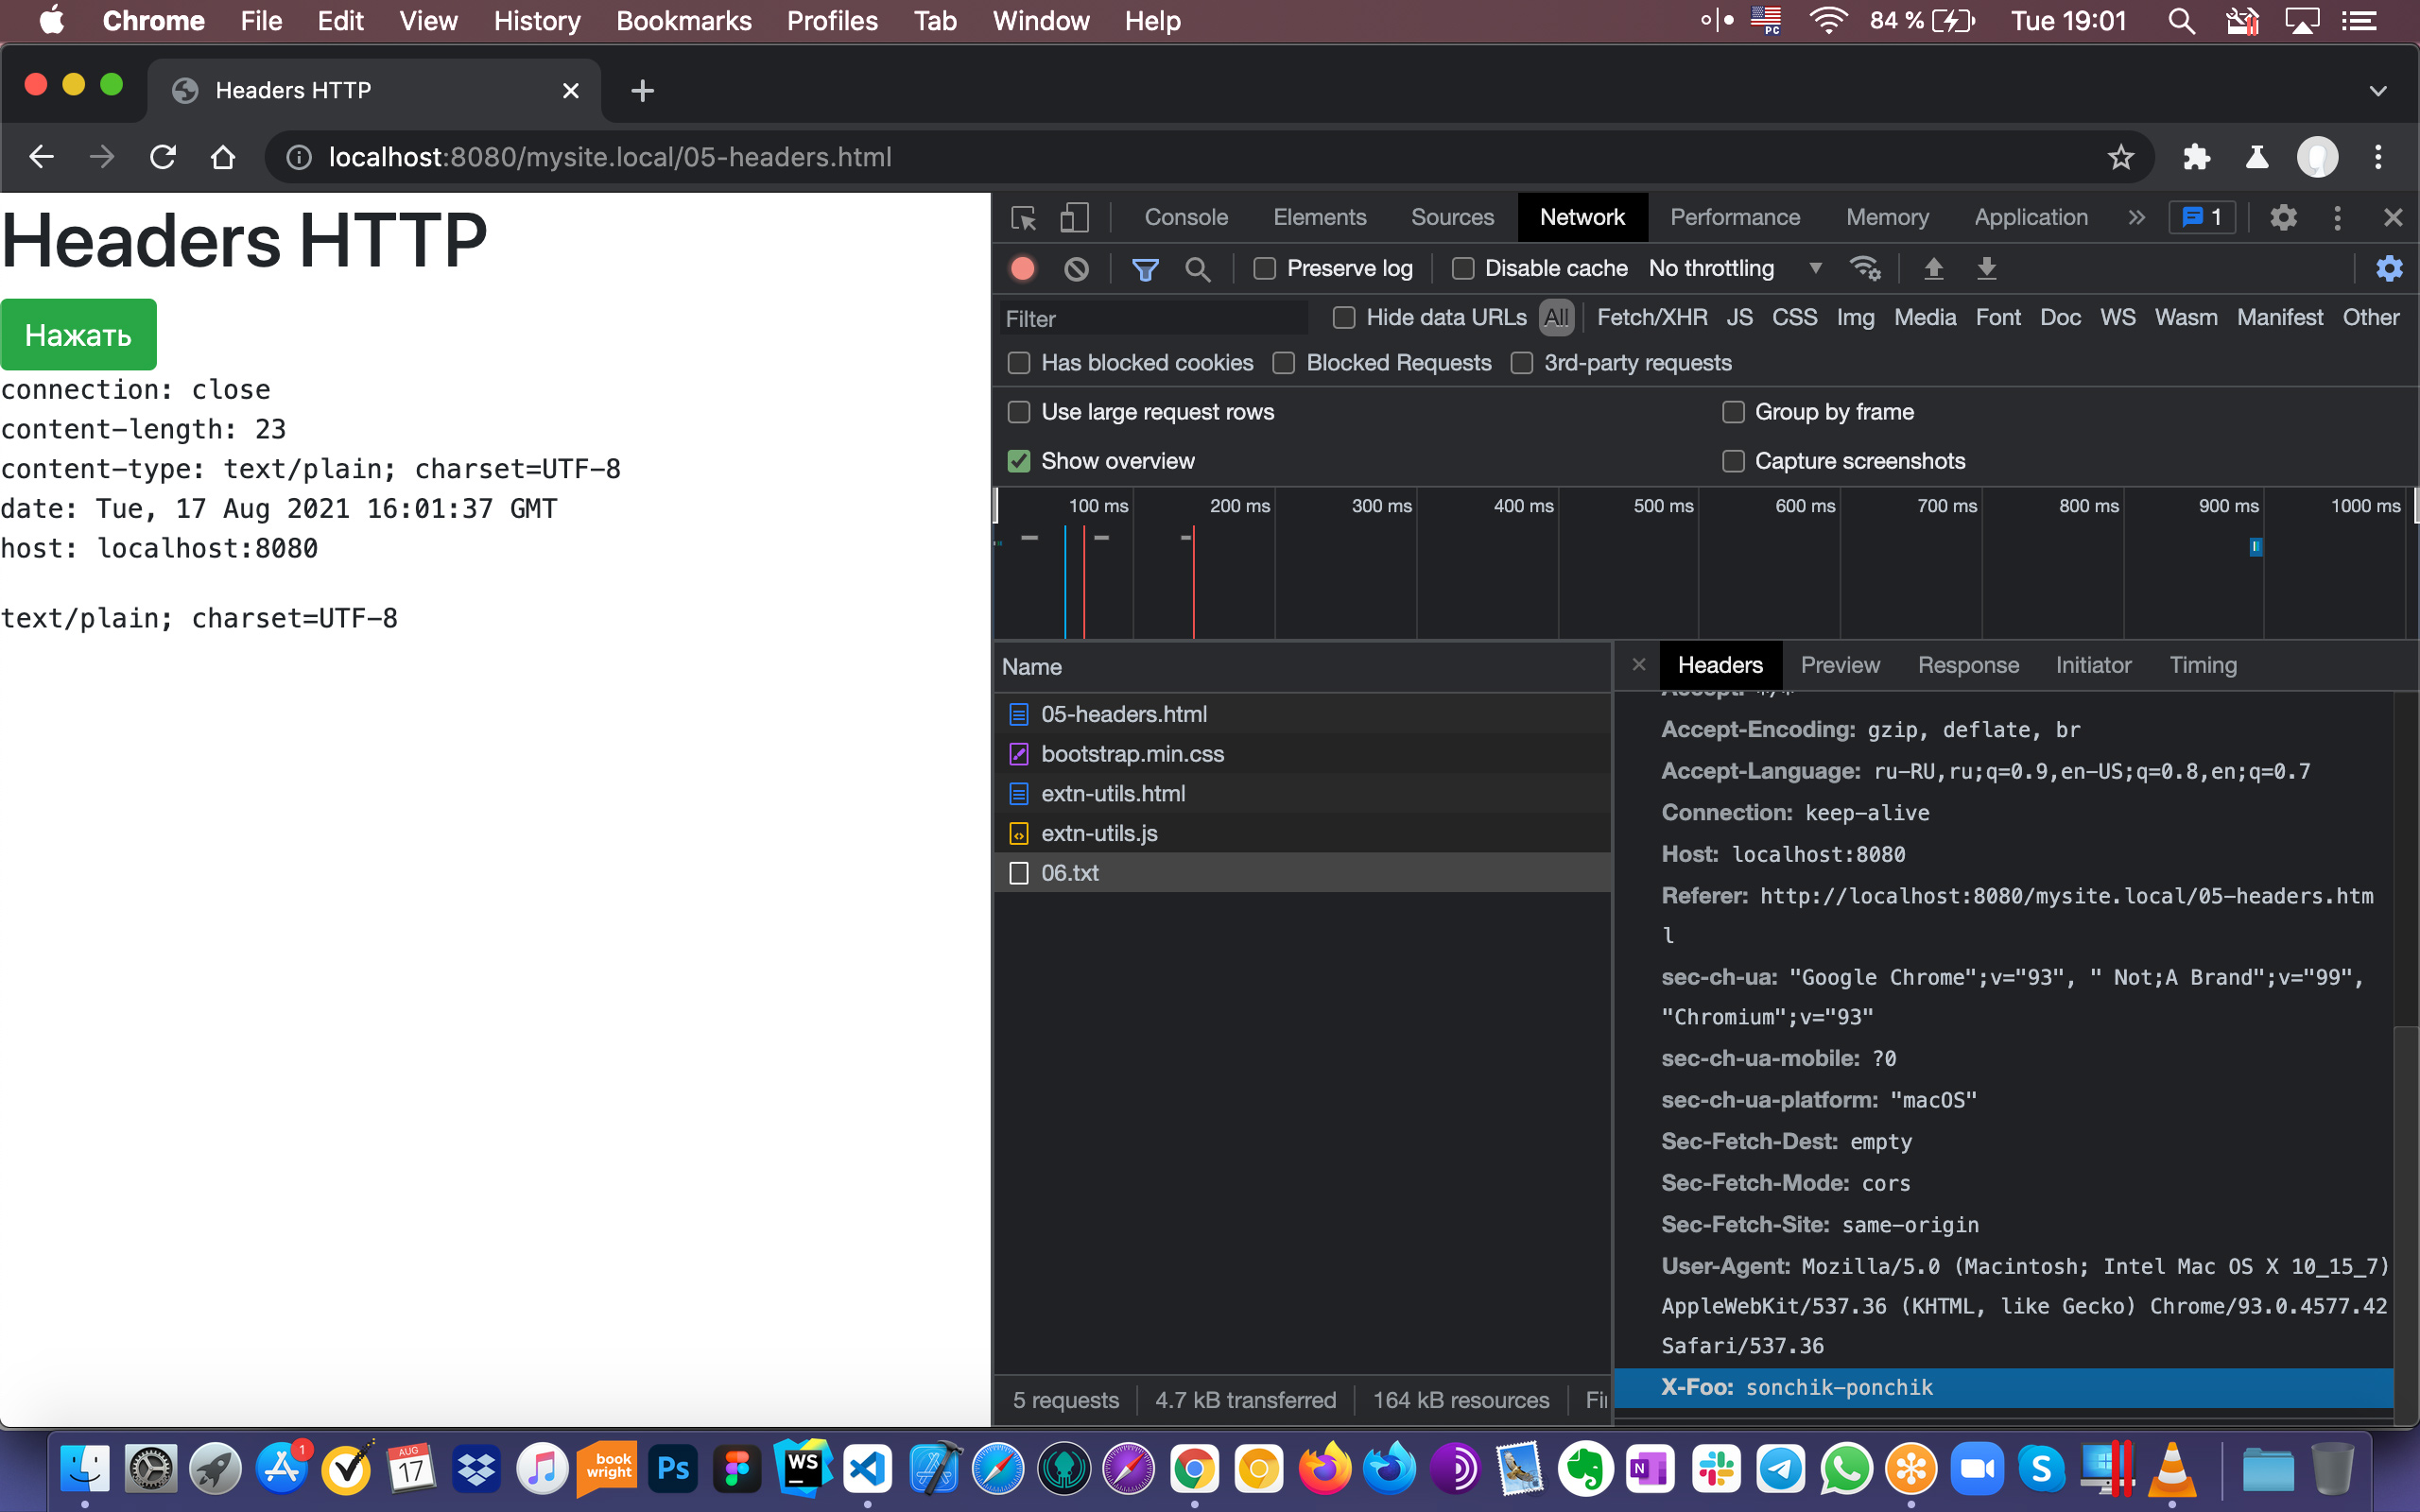 Chrome File Edit View History Bookmarks Profiles Tab Window Help PC 84 % Tue 19:01
Headers HTTP
localhost:8080/mysite.local/05-headers.html
Headers HTTP
Нажать
connection: close
content-length: 23
content-type: text/plain; charset=UTF-8
date: Tue, 17 Aug 2021 16:01:37 GMT
host: localhost:8080
text/plain; charset=UTF-8
Console Elements Sources Network Performance Memory Application 1
Preserve log Disable cache No throttling
Filter Hide data URLs All Fetch/XHR JS CSS Img Media Font Doc WS Wasm Manifest Other
Has blocked cookies Blocked Requests 3rd-party requests
Use large request rows Group by frame
Show overview Capture screenshots
100 ms 200 ms 300 ms 400 ms 500 ms 600 ms 700 ms 800 ms 900 ms 1000 ms
Name
05-headers.html
bootstrap.min.css
extn-utils.html
extn-utils.js
06.txt
5 requests 4.7 kB transferred 164 kB resources Fi
Headers Preview Response Initiator Timing
Accept: */*
Accept-Encoding: gzip, deflate, br
Accept-Language: ru-RU,ru;q=0.9,en-US;q=0.8,en;q=0.7
Connection: keep-alive
Host: localhost:8080
Referer: http://localhost:8080/mysite.local/05-headers.htm
l
sec-ch-ua: "Google Chrome";v="93", " Not;A Brand";v="99",
"Chromium";v="93"
sec-ch-ua-mobile: ?0
sec-ch-ua-platform: "macOS"
Sec-Fetch-Dest: empty
Sec-Fetch-Mode: cors
Sec-Fetch-Site: same-origin
User-Agent: Mozilla/5.0 (Macintosh; Intel Mac OS X 10_15_7)
AppleWebKit/537.36 (KHTML, like Gecko) Chrome/93.0.4577.42
Safari/537.36
X-Foo: sonchik-ponchik
1 AUG 17 book wright Ps WS N S